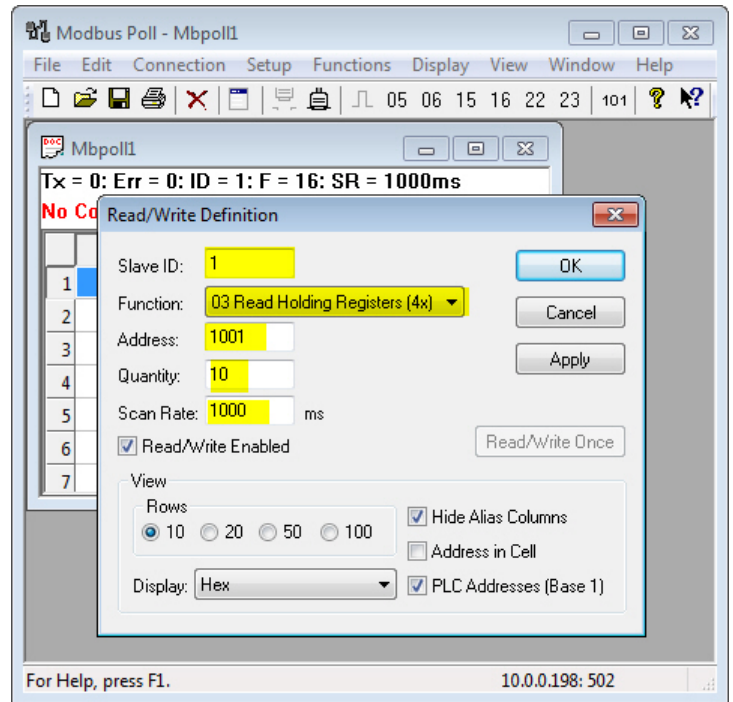 Modbus Poll - Mbpoll1
File Edit Connection Setup Functions Display View Window Help
05 06 15 16 22 23 101
Mbpoll1
Tx = 0: Err = 0: ID = 1: F = 16: SR = 1000ms
No Co
Read/Write Definition
Slave ID: 1
OK
1
Function: 03 Read Holding Registers (4x)
Cancel
2
Address: 1001
3
Apply
Quantity: 10
4
Scan Rate: 1000 ms
5
Read/Write Enabled
Read/Write Once
6
View
7
Rows
10 20 50 100
Hide Alias Columns
Address in Cell
Display: Hex
PLC Addresses (Base 1)
For Help, press F1.
10.0.0.198: 502